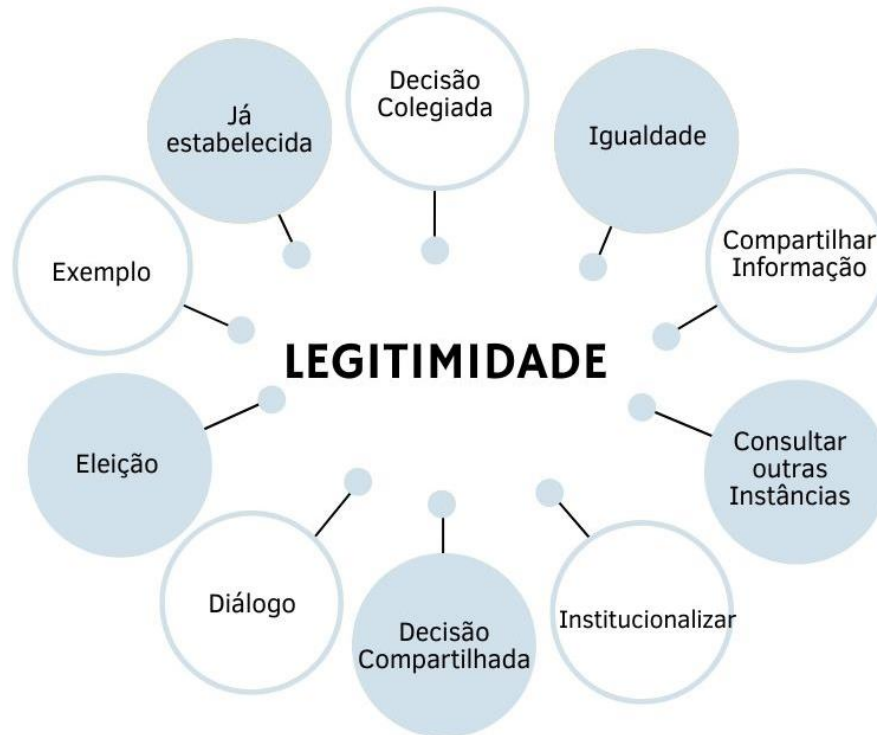 Decisão
Colegiada
Já
estabelecida
Igualdade
Compartilhar
Informação
Exemplo
LEGITIMIDADE
Eleição
Consultar
outras
Instâncias
Diálogo
Decisão
Compartilhada
Institucionalizar